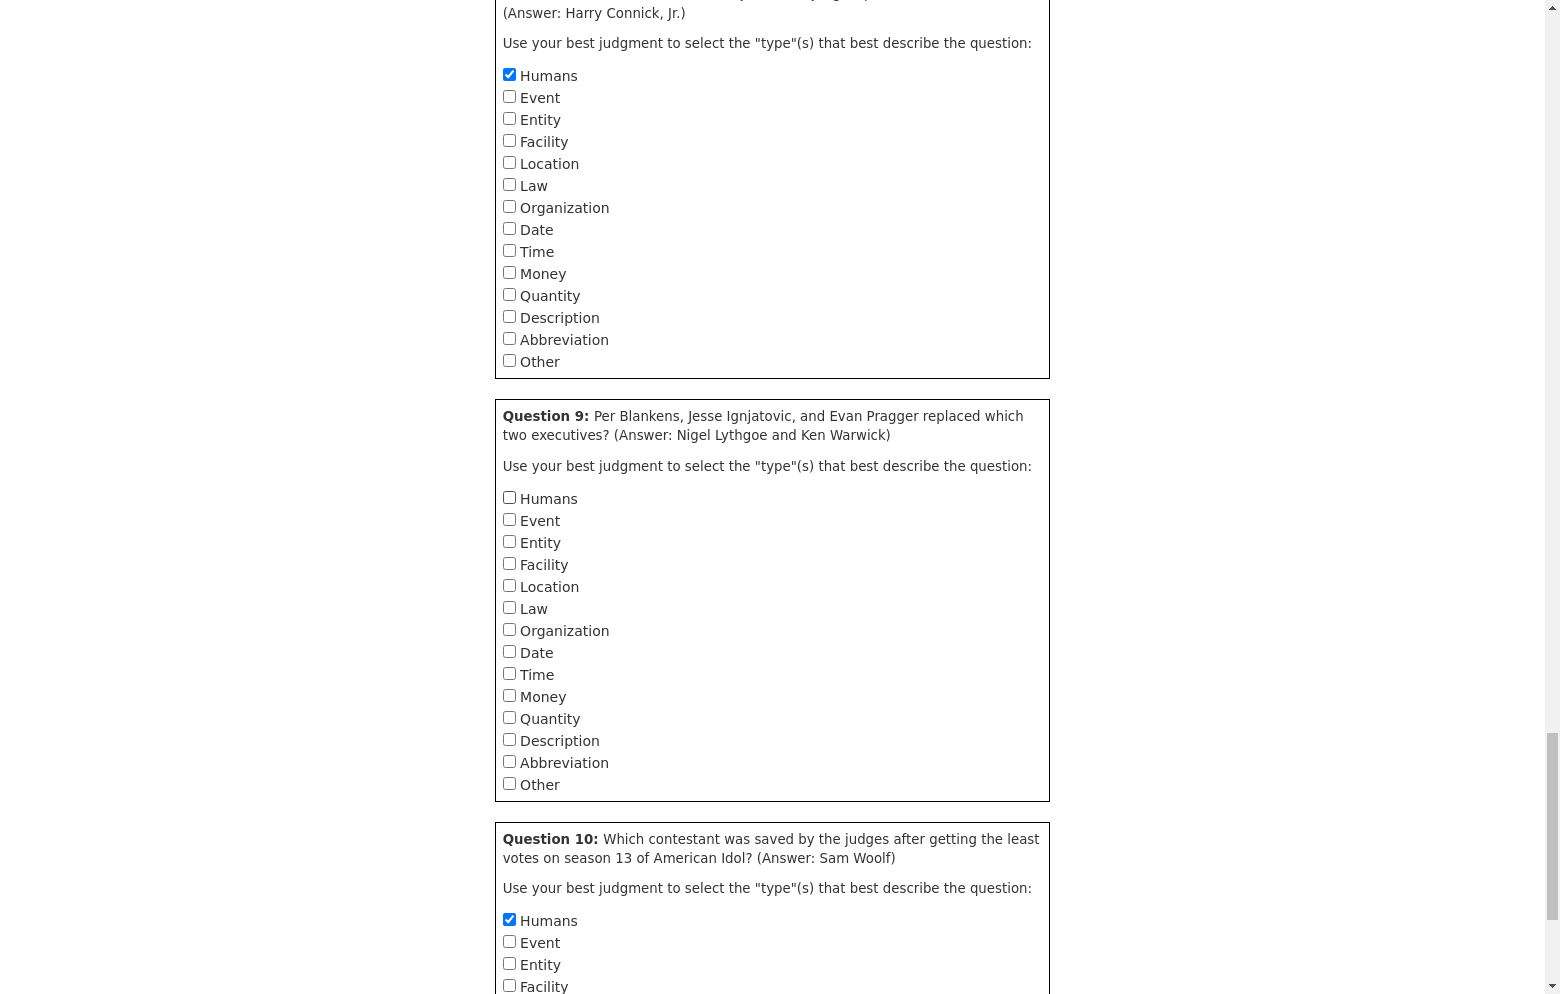 (Answer: Harry Connick, Jr.)
Use your best judgment to select the "type"(s) that best describe the question:
Humans
Event
Entity
Facility
Location
Law
Organization
Date
Time
Money
Quantity
Description
Abbreviation
Other
Question 9: Per Blankens, Jesse Ignjatovic, and Evan Pragger replaced which
two executives? (Answer: Nigel Lythgoe and Ken Warwick)
Use your best judgment to select the "type"(s) that best describe the question:
Humans
Event
Entity
Facility
Location
Law
Organization
Date
Time
Money
Quantity
Description
Abbreviation
Other
Question 10: Which contestant was saved by the judges after getting the least
votes on season 13 of American Idol? (Answer: Sam Woolf)
Use your best judgment to select the "type"(s) that best describe the question:
Humans
Event
Entity
Facility